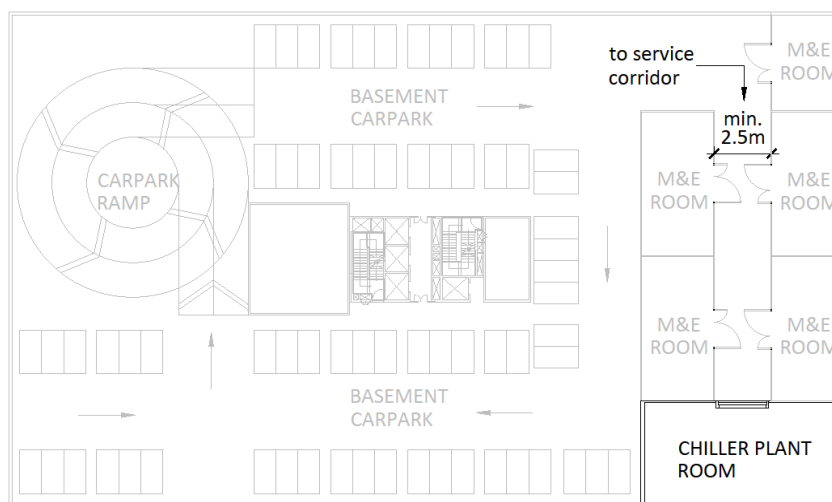 to service
corridor
M&E
ROOM
BASEMENT
CARPARK
min.
2.5m
CARPARK
RAMP
M&E
ROOM
M&E
ROOM
M&E
ROOM
M&E
ROOM
BASEMENT
CARPARK
CHILLER PLANT
ROOM